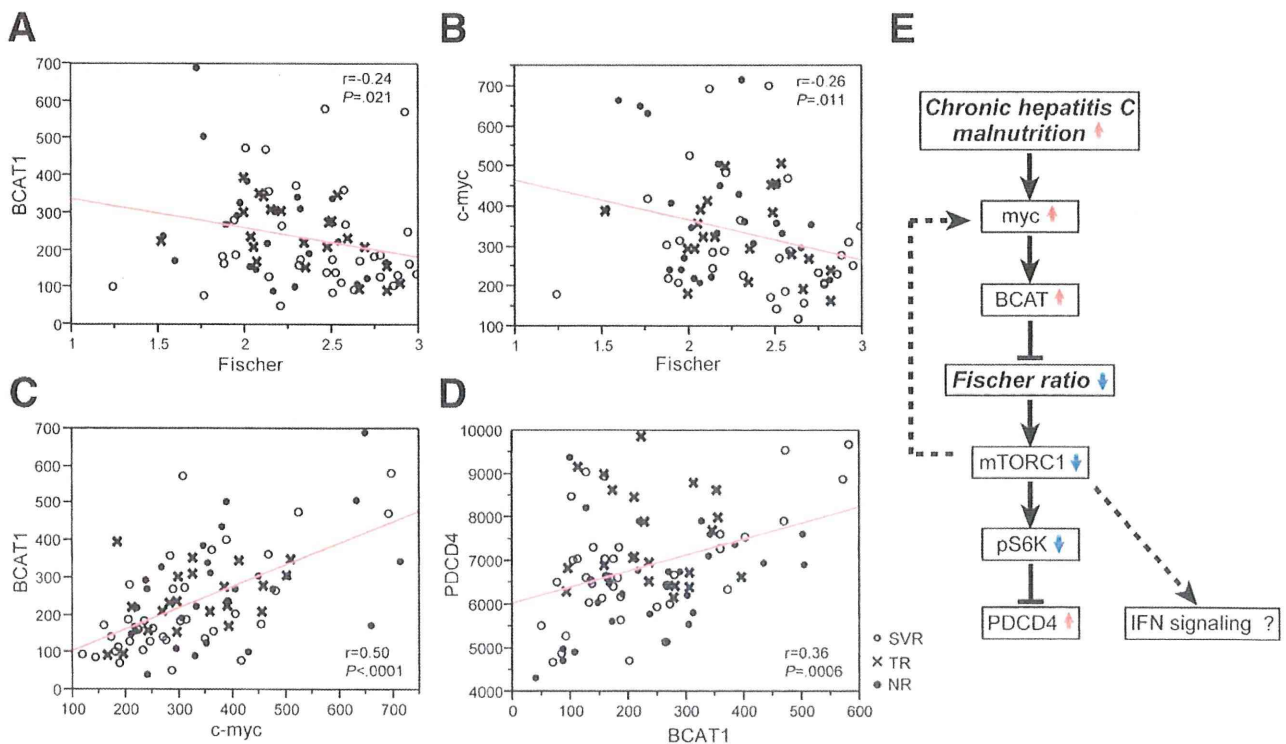 A
r=-0.24
P=.021
BCAT1
700
600
500
400
300
200
100
0
1
1.5
2
2.5
3
Fischer
B
r=-0.26
P=.011
c-myc
700
600
500
400
300
200
100
1
1.5
2
2.5
3
Fischer
C
BCAT1
700
600
500
400
300
200
100
0
r=0.50
P<.0001
100
200
300
400
500
600
700
c-myc
D
PDCD4
10000
9000
8000
7000
6000
5000
4000
r=0.36
P=.0006
0
100
200
300
400
500
600
BCAT1
SVR
TR
NR
E
Chronic hepatitis C
malnutrition
myc
BCAT
Fischer ratio
mTORC1
pS6K
PDCD4
IFN signaling ?